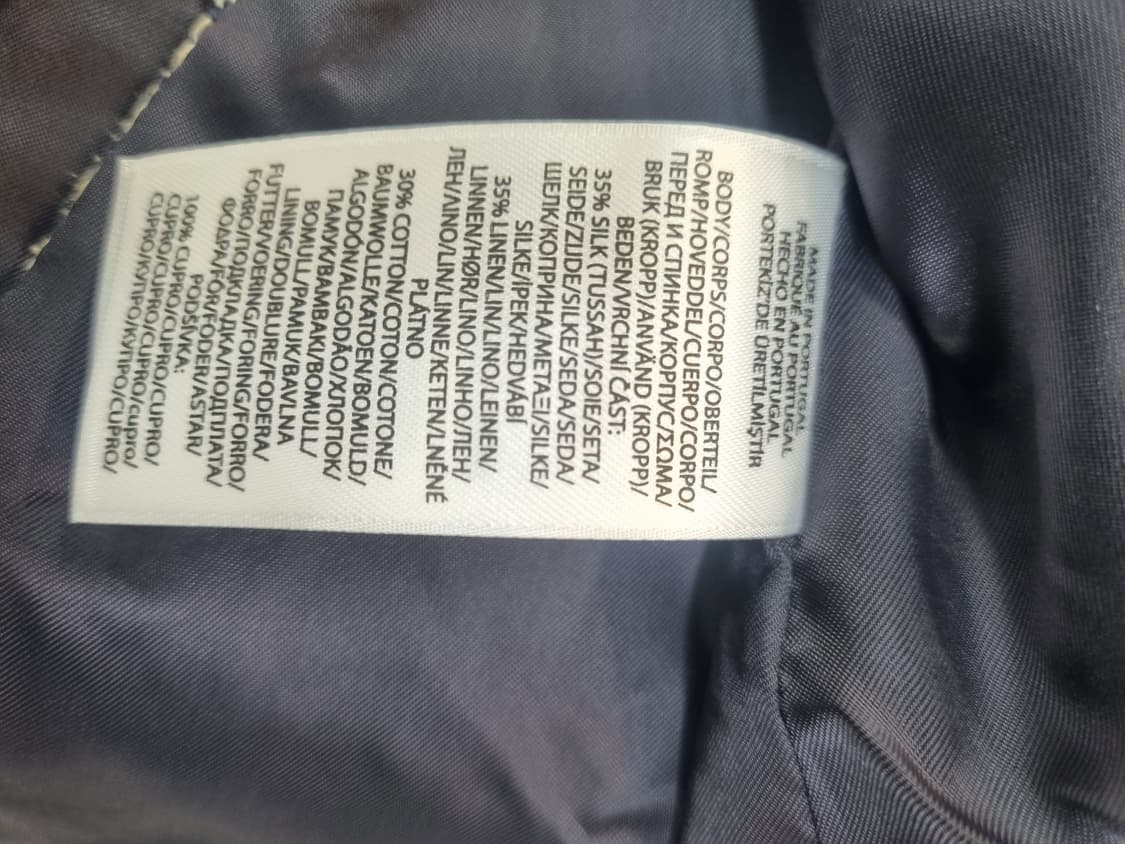 MADE IN PORTUGAL
FABRIQUÉ AU PORTUGAL
HECHO EN PORTUGAL
PORTEKİZ'DE ÜRETİLMİŞTİR
BODY/CORPS/CORPO/OBERTEIL/
ROMP/HOVEDDEL/CUERPO/CORPO/
ПЕРЕД И СПИНКА/КОРПУС/ΣΩΜΑ/
BRUK (KROPP)/ANVÄND (KROPP)/
BEDEN/VRCHNÍ ČÁST:
35% SILK (TUSSAH)/SOIE/SETA/
SEIDE/ZIJDE/SILKE/SEDA/SEDA/
ШЕЛК/КОПРИНА/ΜΕΤΑΞΙ/SILKE/
SILKE/İPEK/HEDVÁBÍ
35% LINEN/LIN/LINO/LEINEN/
LINNEN/HØR/LINO/LINHO/ЛЕН/
ЛЕН/ΛΙΝΟ/LIN/LINNE/KETEN/LNĚNÉ
PLÁTNO
30% COTTON/COTON/COTONE/
BAUMWOLLE/KATOEN/BOMULD/
ALGODÓN/ALGODÃO/ХЛОПОК/
ПАМУК/ΒΑΜΒΑΚΙ/BOMULL/
BOMULL/PAMUK/BAVLNA
LINING/DOUBLURE/FODERA/
FUTTER/VOERING/FORING/FORRO/
FORRO/ПОДКЛАДКА/ПОДПЛАТА/
ΦΟΔΡΑ/FÔR/FODER/ASTAR/
PODŠÍVKA:
100% CUPRO/CUPRO/CUPRO/
CUPRO/CUPRO/CUPRO/cupro/
CUPRO/КУПРО/КУПРО/CUPRO/